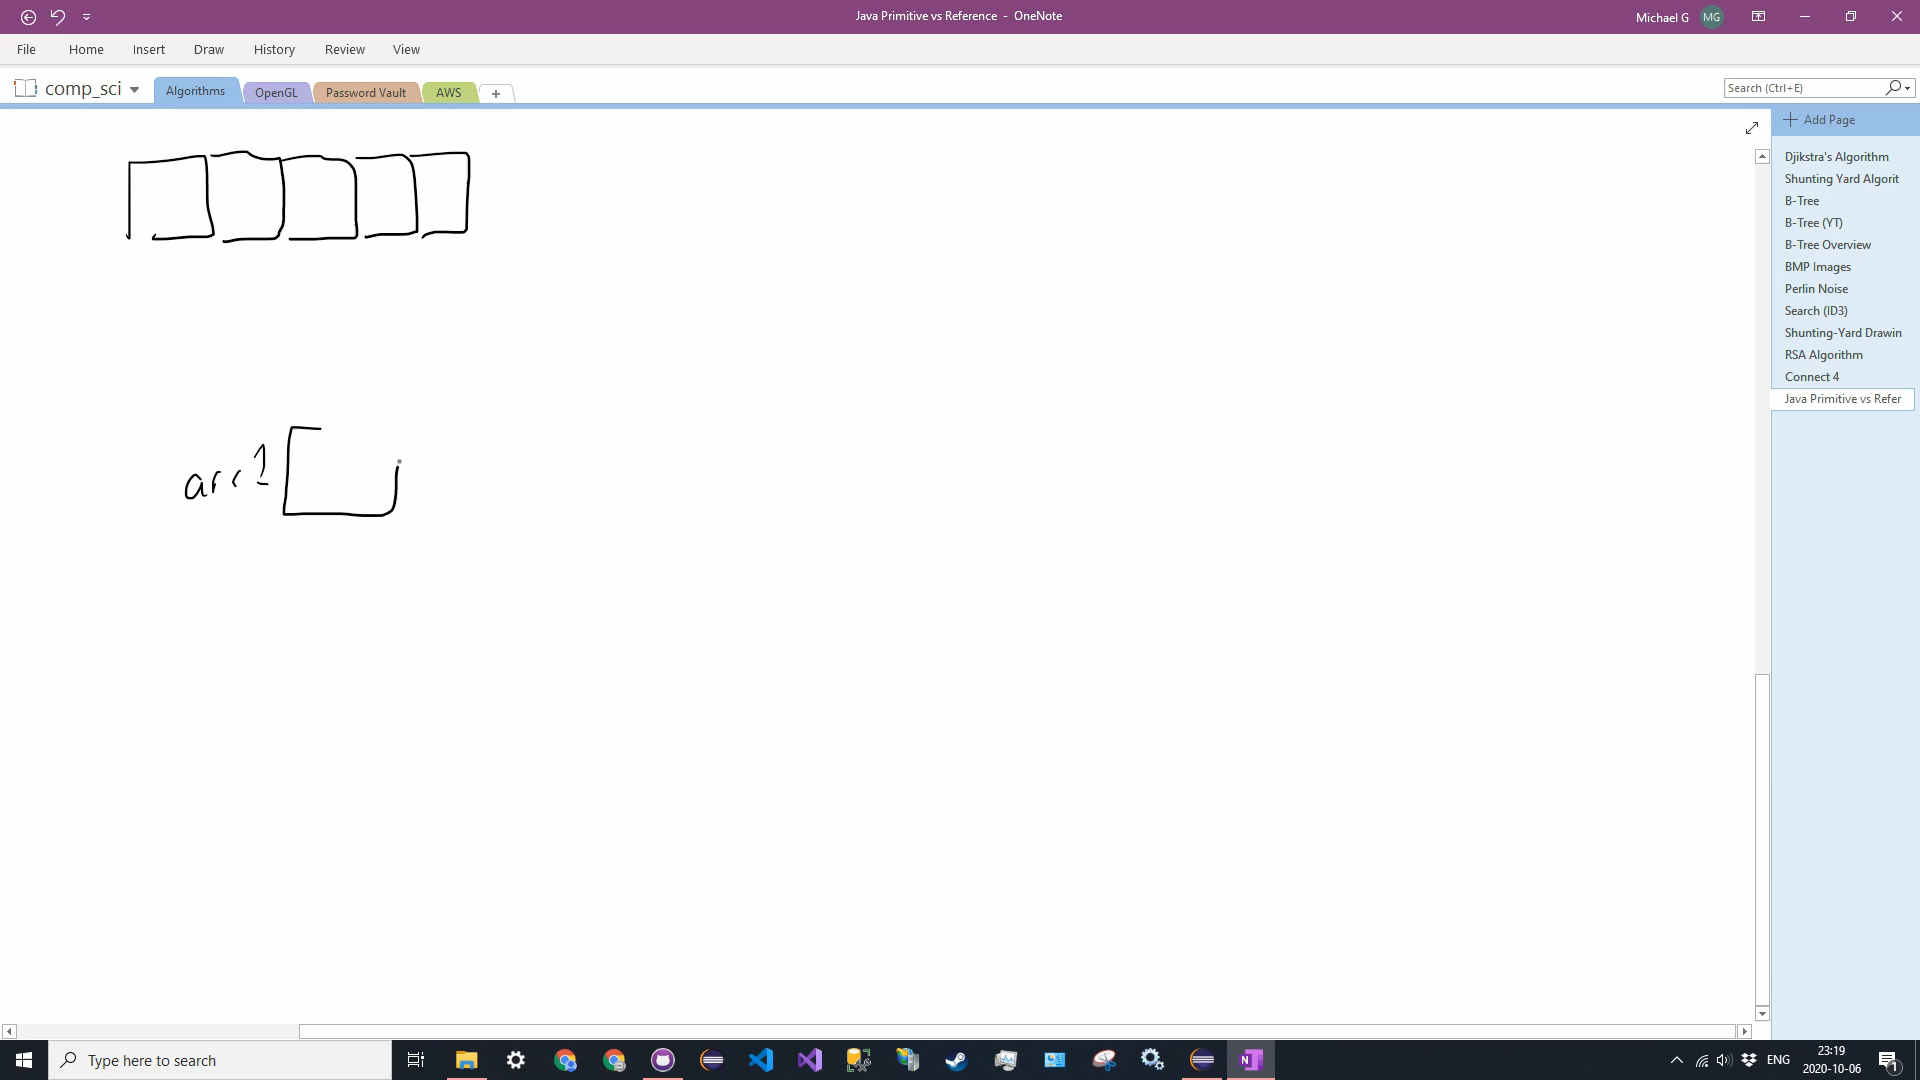 Java Primitive vs Reference - OneNote
Michael G
MG
File Home Insert Draw History Review View
comp_sci
Algorithms
OpenGL
Password Vault
AWS
Search (Ctrl+E)
Add Page
Djikstra's Algorithm
Shunting Yard Algorit
B-Tree
B-Tree (YT)
B-Tree Overview
BMP Images
Perlin Noise
Search (ID3)
Shunting-Yard Drawin
RSA Algorithm
Connect 4
Java Primitive vs Refer
arr1
Type here to search
ENG
23:19
2020-10-06
1